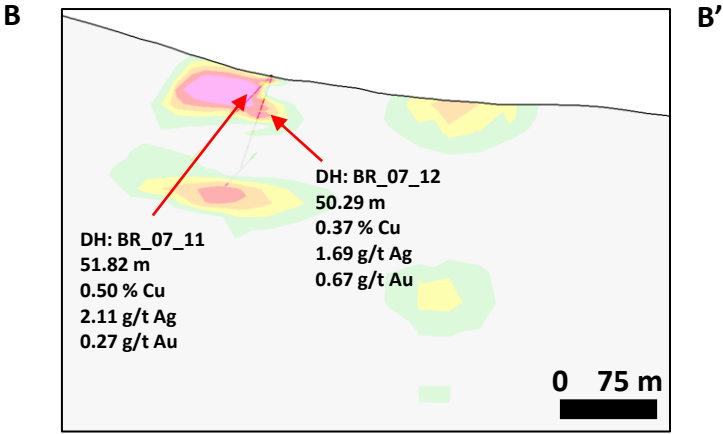 B
B’
DH: BR_07_12
50.29 m
0.37 % Cu
1.69 g/t Ag
0.67 g/t Au
DH: BR_07_11
51.82 m
0.50 % Cu
2.11 g/t Ag
0.27 g/t Au
0 75 m